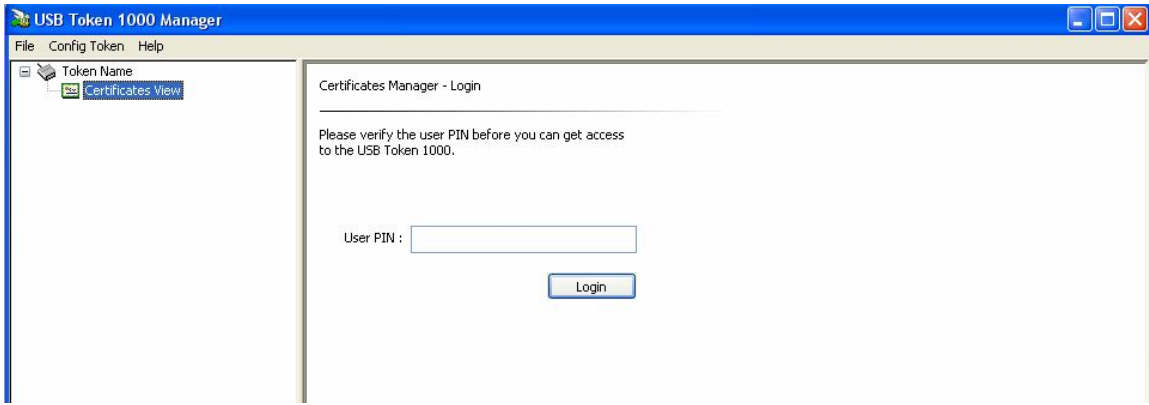 USB Token 1000 Manager
File Config Token Help
Token Name
Certificates View
Certificates Manager - Login
Please verify the user PIN before you can get access
to the USB Token 1000.
User PIN :
Login